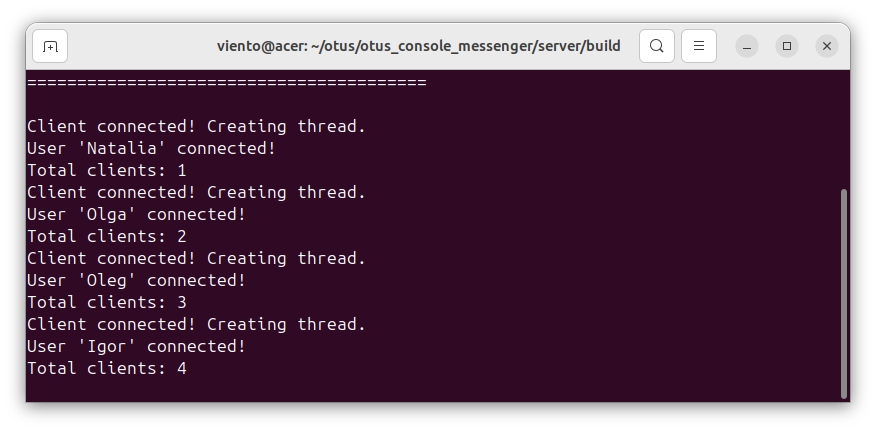 viento@acer: ~/otus/otus_console_messenger/server/build
========================================
Client connected! Creating thread.
User 'Natalia' connected!
Total clients: 1
Client connected! Creating thread.
User 'Olga' connected!
Total clients: 2
Client connected! Creating thread.
User 'Oleg' connected!
Total clients: 3
Client connected! Creating thread.
User 'Igor' connected!
Total clients: 4